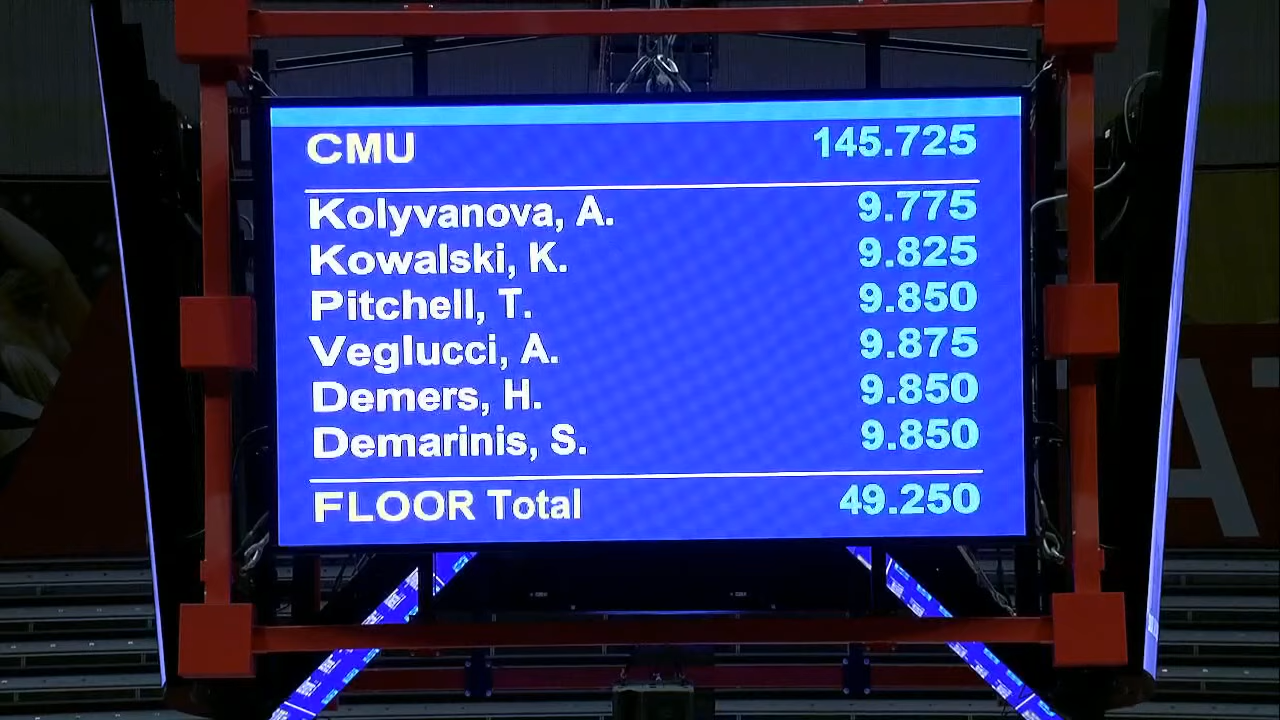 CMU 145.725
Kolyvanova, A. 9.775
Kowalski, K. 9.825
Pitchell, T. 9.850
Veglucci, A. 9.875
Demers, H. 9.850
Demarinis, S. 9.850
FLOOR Total 49.250